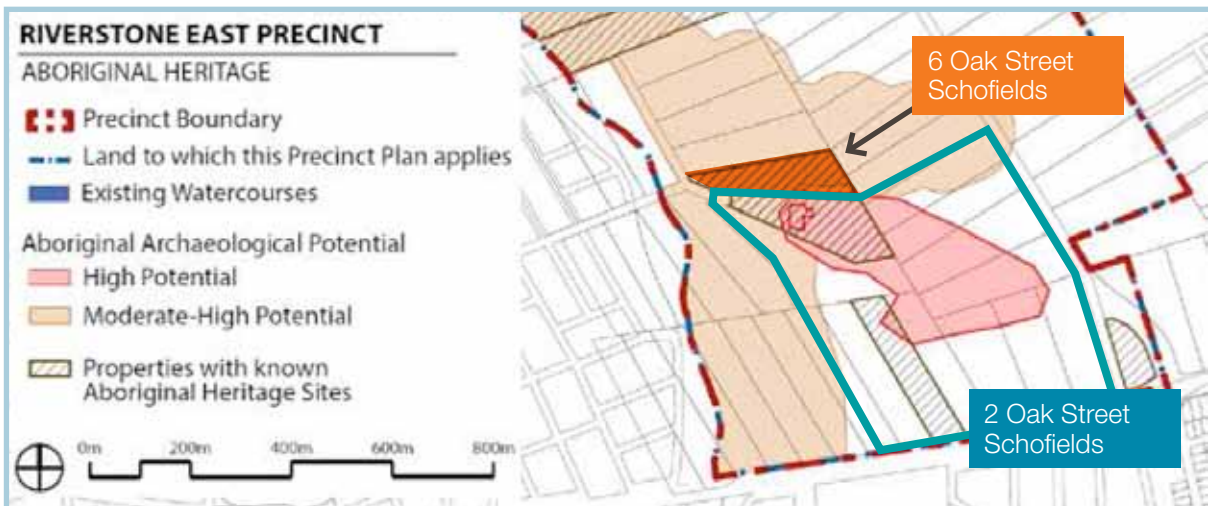 RIVERSTONE EAST PRECINCT
ABORIGINAL HERITAGE
Precinct Boundary
Land to which this Precinct Plan applies
Existing Watercourses
Aboriginal Archaeological Potential
High Potential
Moderate-High Potential
Properties with known
Aboriginal Heritage Sites
0m 200m 400m 600m 800m
6 Oak Street
Schofields
2 Oak Street
Schofields